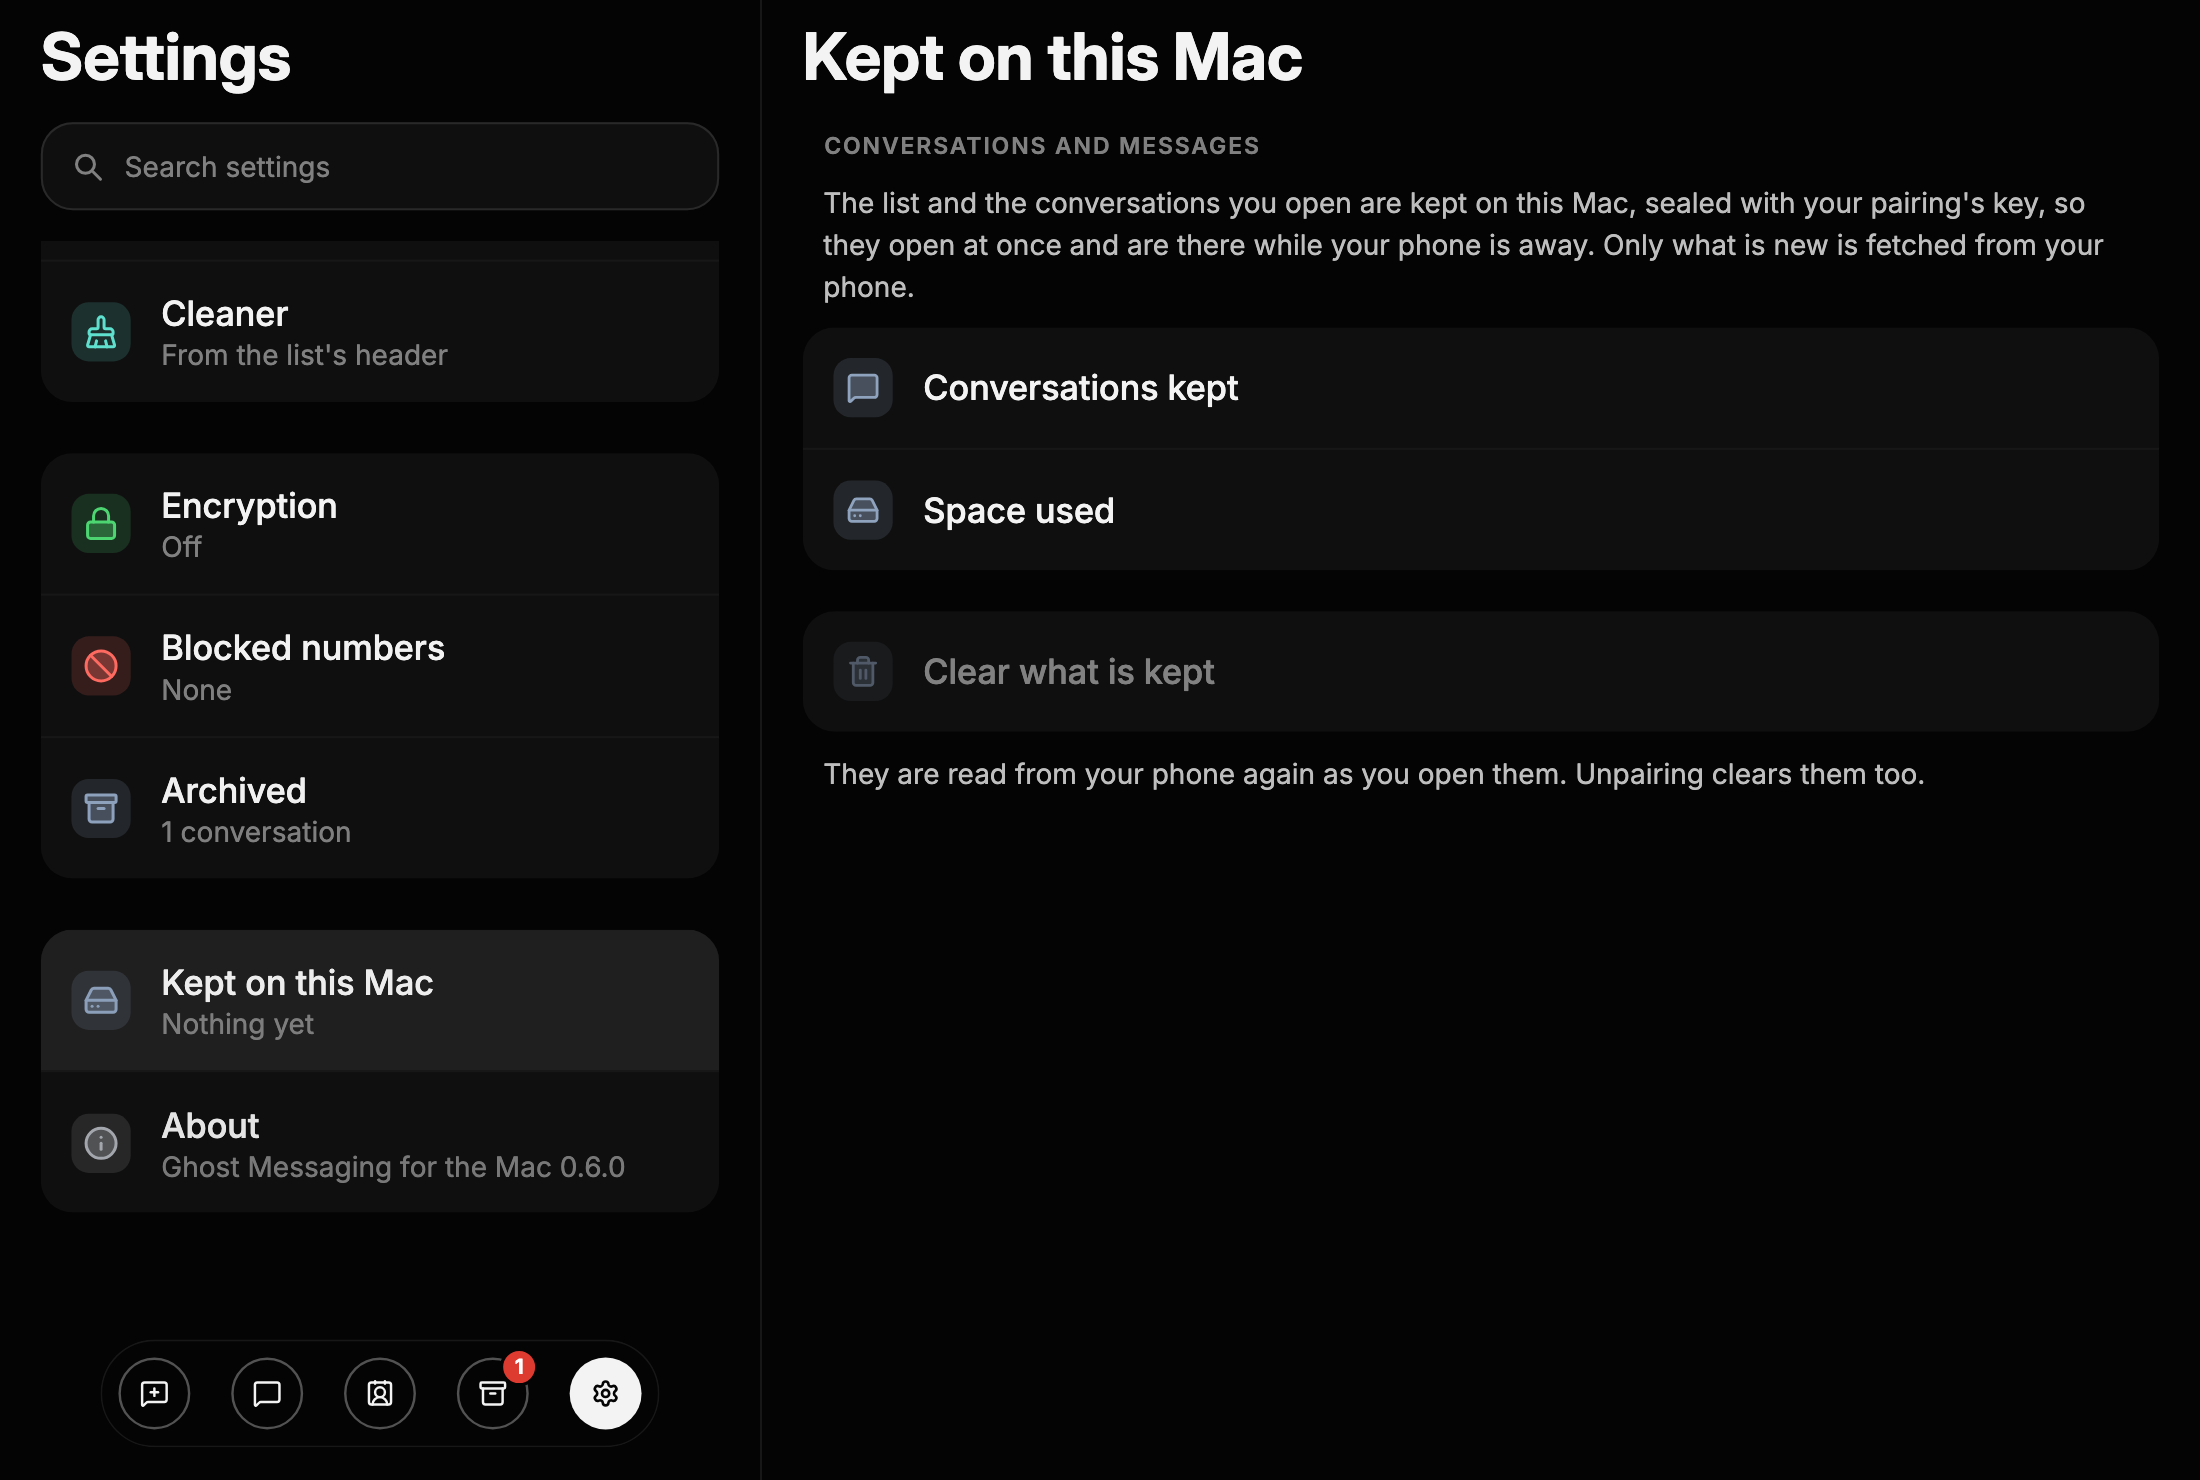 Settings
Search settings
Cleaner
From the list's header
Encryption
Off
Blocked numbers
None
Archived
1 conversation
Kept on this Mac
Nothing yet
About
Ghost Messaging for the Mac 0.6.0
1
Kept on this Mac
CONVERSATIONS AND MESSAGES
The list and the conversations you open are kept on this Mac, sealed with your pairing's key, so
they open at once and are there while your phone is away. Only what is new is fetched from your
phone.
Conversations kept
Space used
Clear what is kept
They are read from your phone again as you open them. Unpairing clears them too.